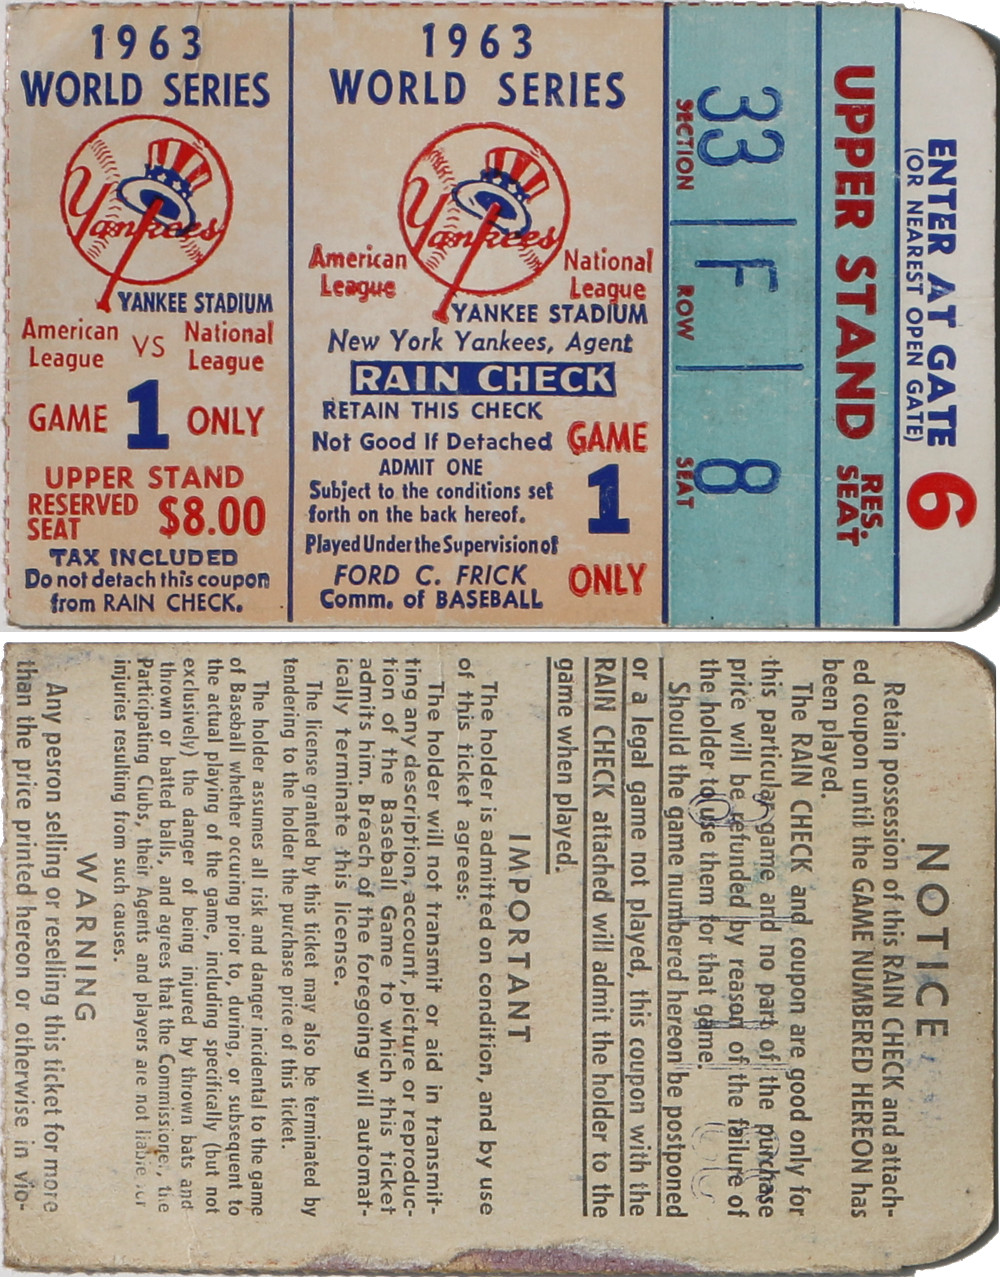 1963
WORLD SERIES
Yankees
YANKEE STADIUM
American League VS National League
GAME 1 ONLY
UPPER STAND
RESERVED SEAT $8.00
TAX INCLUDED
Do not detach this coupon
from RAIN CHECK.
1963
WORLD SERIES
Yankees
American League National League
YANKEE STADIUM
New York Yankees, Agent
RAIN CHECK
RETAIN THIS CHECK
Not Good If Detached
ADMIT ONE
Subject to the conditions set
forth on the back hereof.
Played Under the Supervision of
FORD C. FRICK
Comm. of BASEBALL
GAME
1
ONLY
33 F 8
SECTION ROW SEAT
UPPER STAND RES. SEAT
ENTER AT GATE 6
(OR NEAREST OPEN GATE)
NOTICE
Retain possession of this RAIN CHECK and attach-
ed coupon until the GAME NUMBERED HEREON has
been played.
The RAIN CHECK and coupon are good only for
this particular game, and no part of the purchase
price will be refunded by reason of the failure of
the holder to use them for that game.
Should the game numbered hereon be postponed
or a legal game not played, this coupon with the
RAIN CHECK attached will admit the holder to the
game when played.
IMPORTANT
The holder is admitted on condition, and by use
of this ticket agrees:
The holder will not transmit or aid in transmit-
ting any description, account, picture or reproduc-
tion of the Baseball Game to which this ticket
admits him. Breach of the foregoing will automat-
ically terminate this license.
The license granted by this ticket may also be terminated by
tendering to the holder the purchase price of this ticket.
The holder assumes all risk and danger incidental to the game
of Baseball whether occuring prior to, during, or subsequent to
the actual playing of the game, including specifically (but not
exclusively) the danger of being injured by thrown bats and
thrown or batted balls, and agrees that the Commissioner, the
Participating Clubs, their Agents and players are not liable for
injuries resulting from such causes.
WARNING
Any pesron selling or reselling this ticket for more
than the price printed hereon or otherwise in vio-